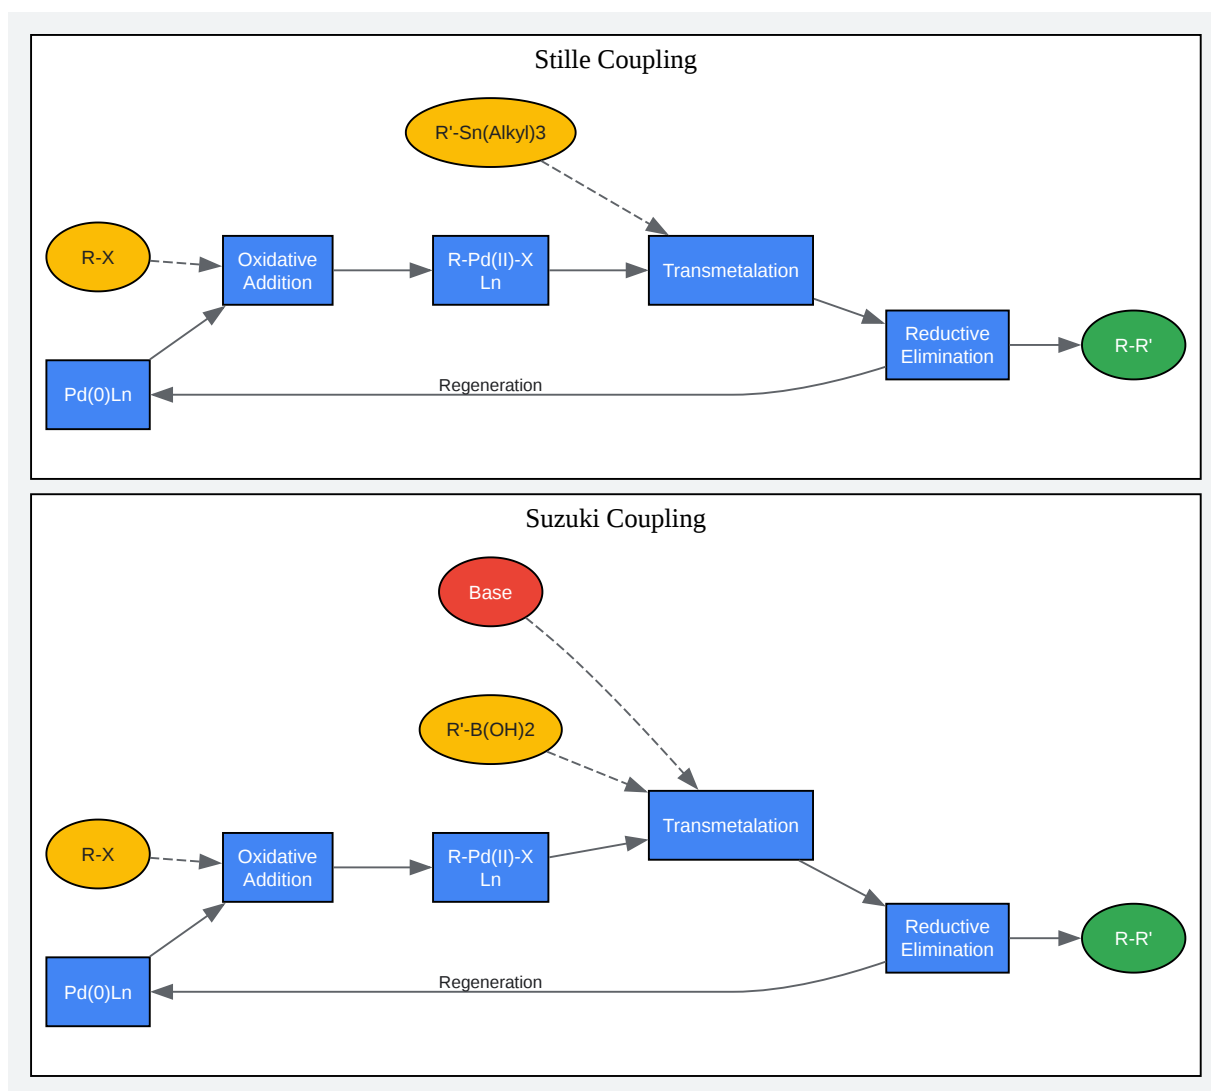 Stille Coupling
R'-Sn(Alkyl)3
R-X
Oxidative
Addition
R-Pd(II)-X
Ln
Transmetalation
Reductive
Elimination
R-R'
Regeneration
Pd(0)Ln
Suzuki Coupling
Base
R'-B(OH)2
Transmetalation
R-X
Oxidative
Addition
R-Pd(II)-X
Ln
Reductive
Elimination
R-R'
Regeneration
Pd(0)Ln